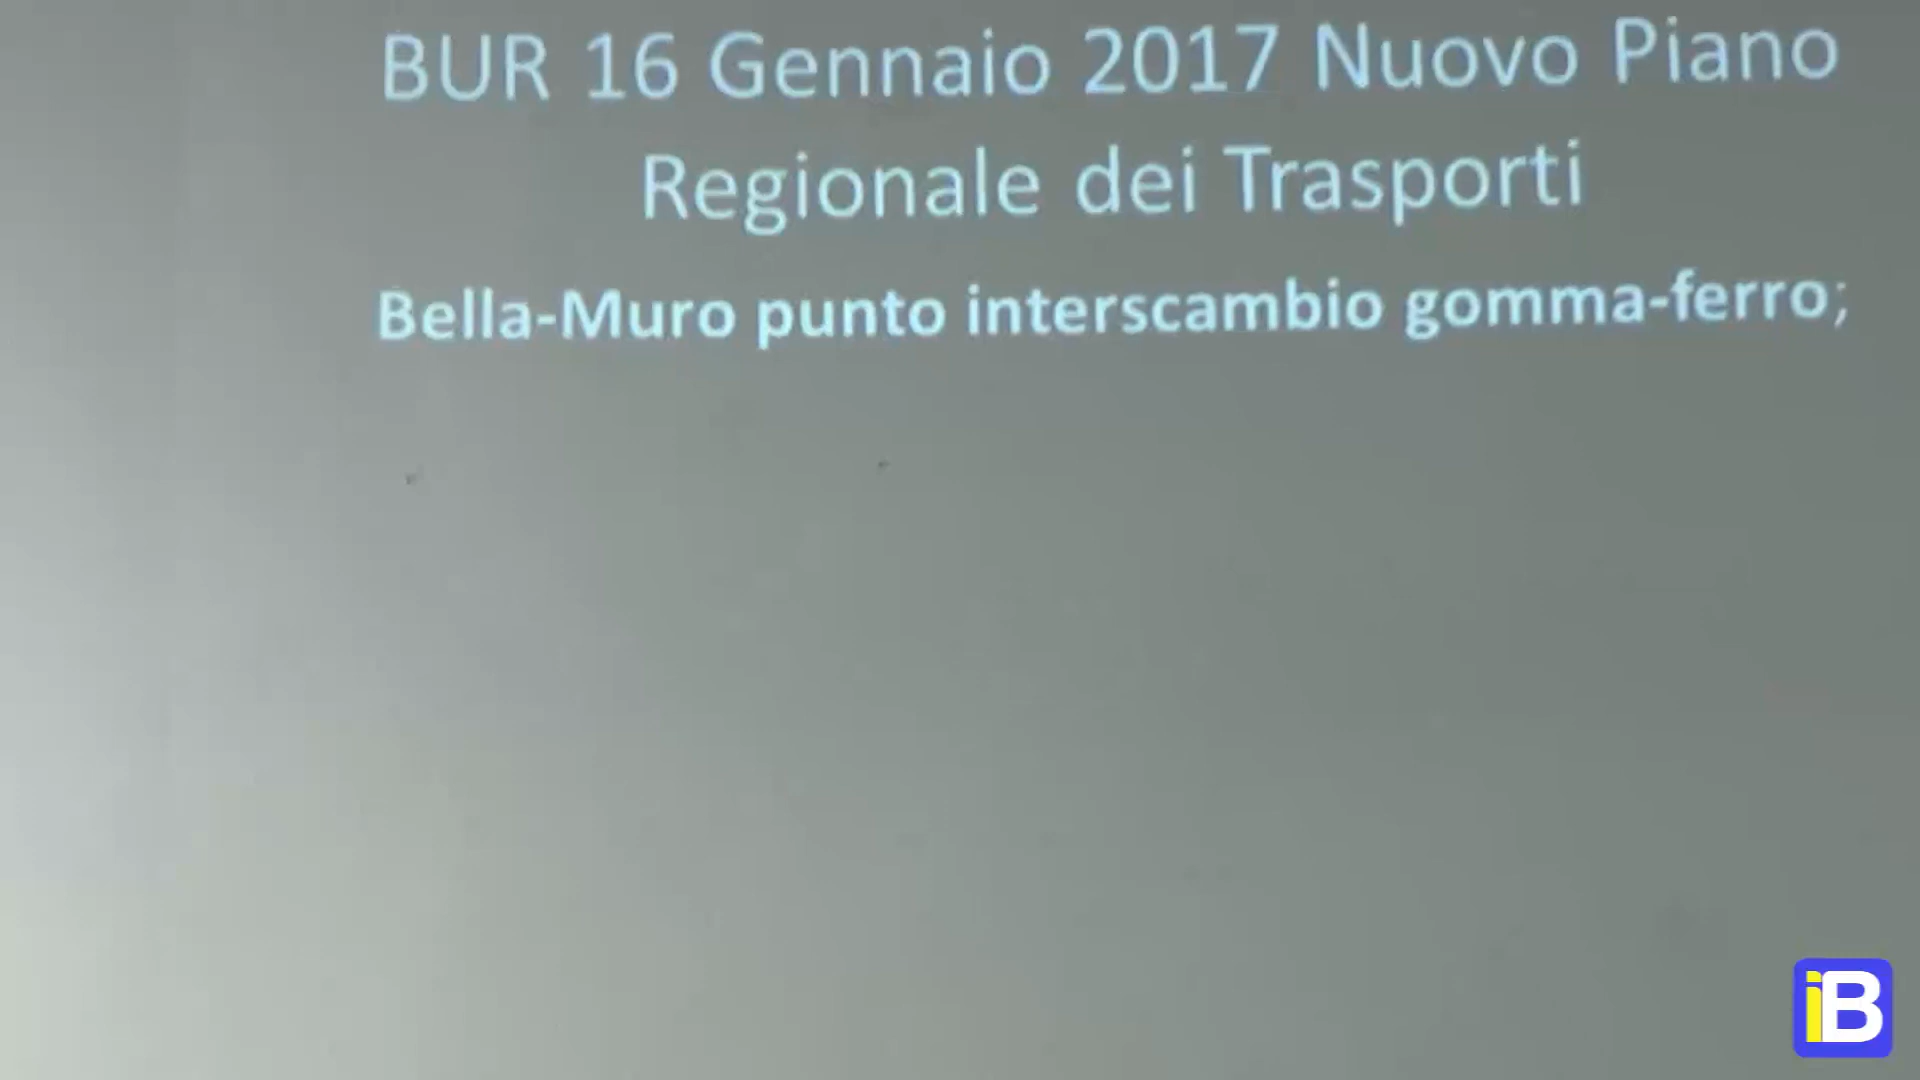 BUR 16 Gennaio 2017 Nuovo Piano
Regionale dei Trasporti
Bella-Muro punto interscambio gomma-ferro;
iB